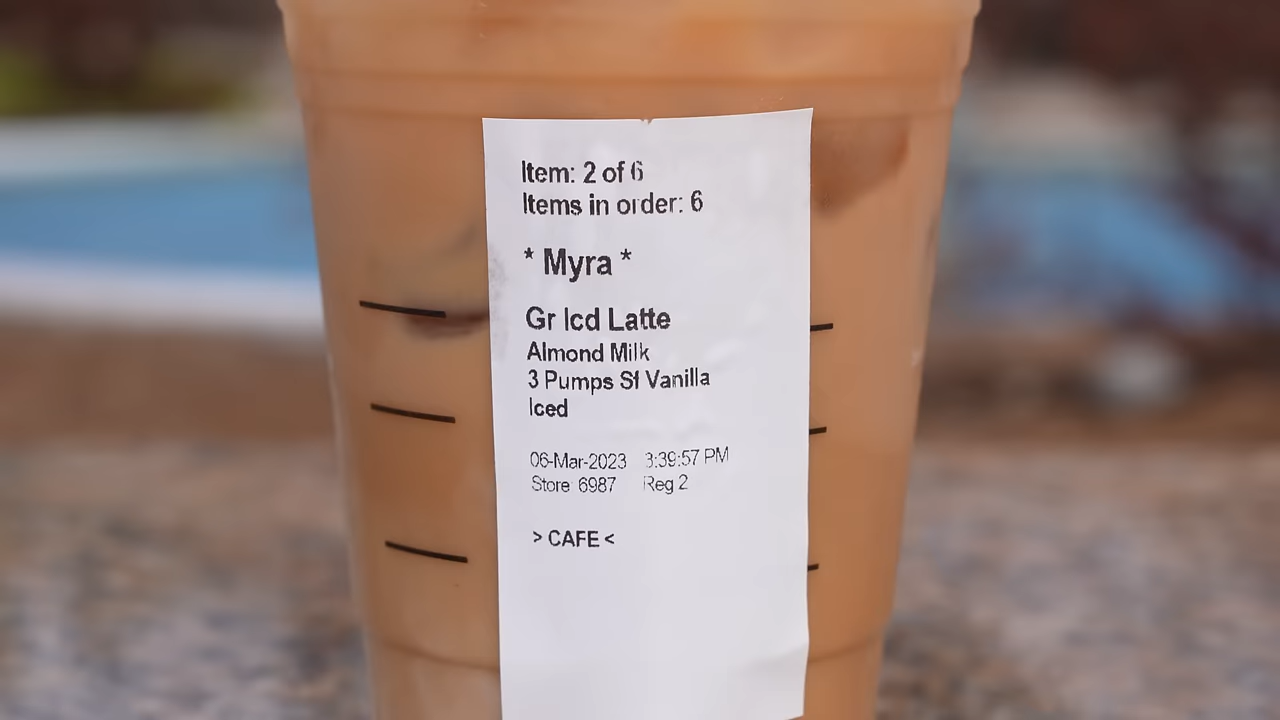 Item: 2 of 6
Items in order: 6
* Myra *
Gr Icd Latte
Almond Milk
3 Pumps Sf Vanilla
Iced
06-Mar-2023 3:39:57 PM
Store 6987 Reg 2
> CAFE <